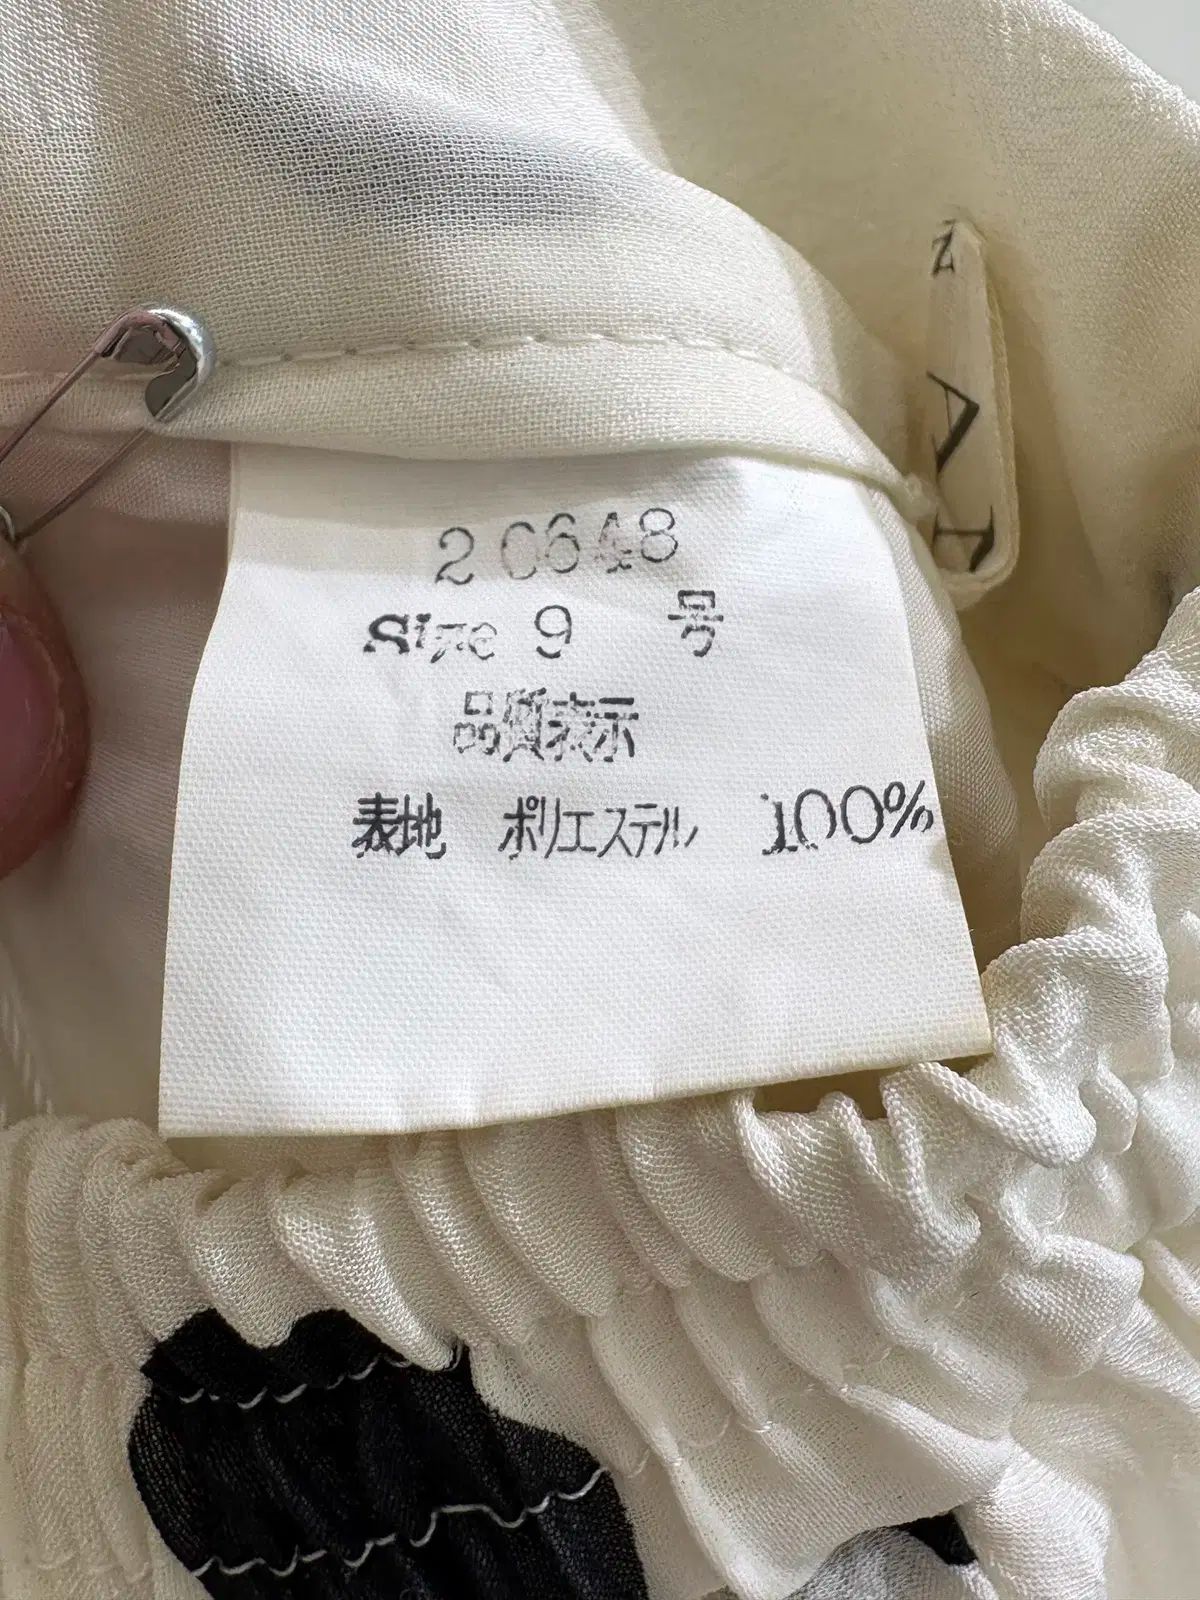 20648
Size 9 号
品質表示
表地 ポリエステル 100%